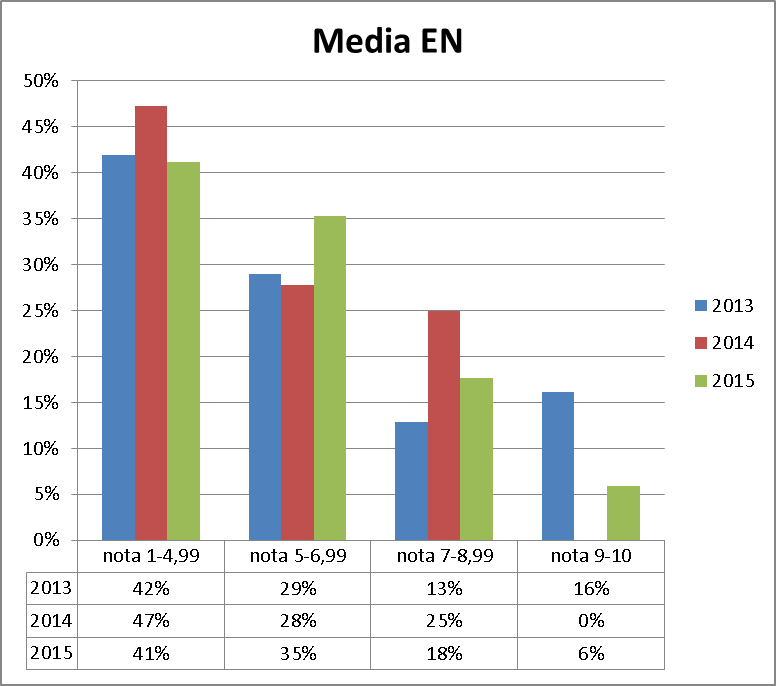 Media EN
50%
45%
40%
35%
30%
25%
20%
15%
10%
5%
0%
2013
2014
2015
nota 1-4,99 nota 5-6,99 nota 7-8,99 nota 9-10
2013 42% 29% 13% 16%
2014 47% 28% 25% 0%
2015 41% 35% 18% 6%